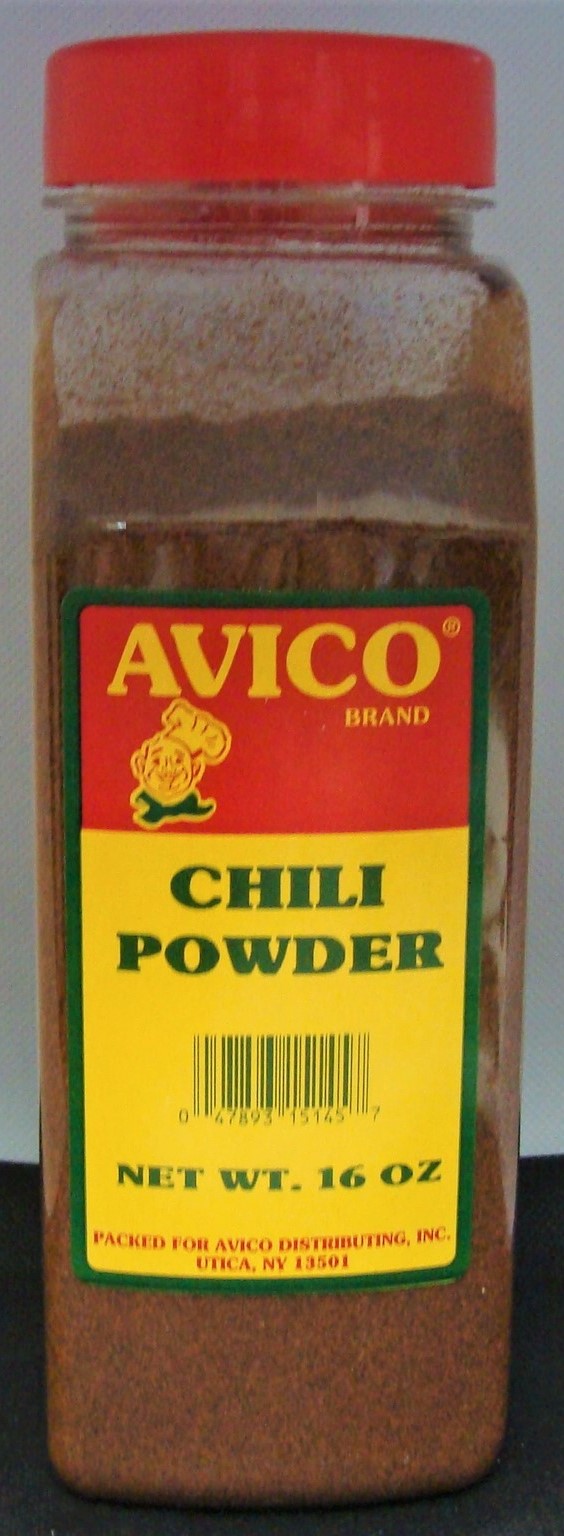 AVICO®
BRAND
CHILI
POWDER
0 47893 15145 7
NET WT. 16 OZ
PACKED FOR AVICO DISTRIBUTING, INC.
UTICA, NY 13501